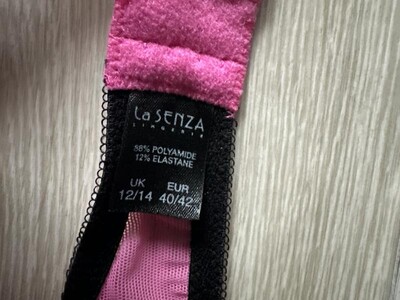 La SENZA
LINGERIE
88% POLYAMIDE
12% ELASTANE
UK EUR
12/14 40/42